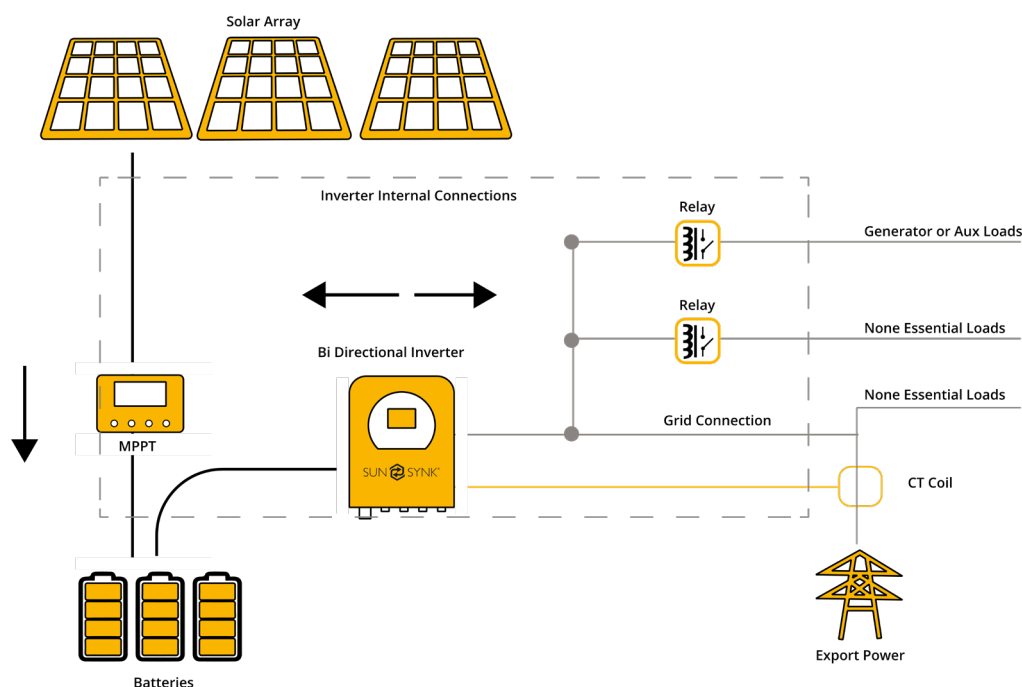 Solar Array
Inverter Internal Connections
Relay
Generator or Aux Loads
Relay
None Essential Loads
Bi Directional Inverter
None Essential Loads
Grid Connection
MPPT
SUN SYNK®
CT Coil
Export Power
Batteries